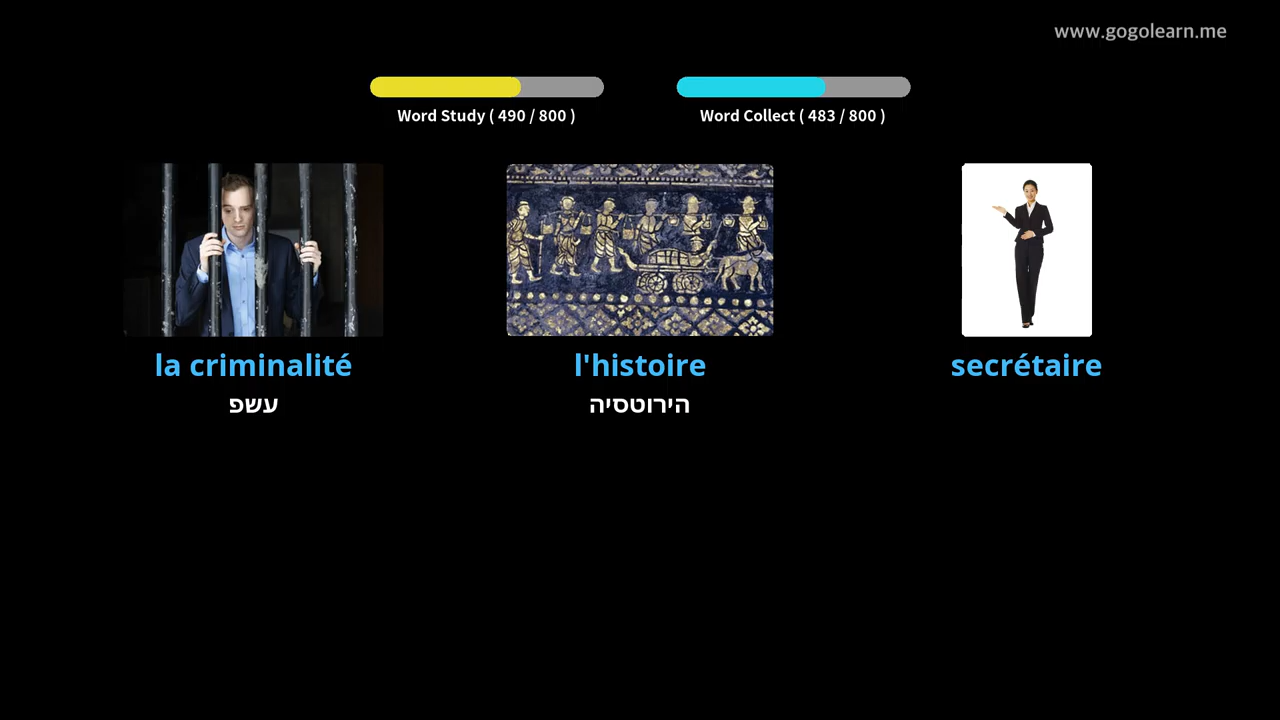 www.gogolearn.me
Word Study ( 490 / 800 )
Word Collect ( 483 / 800 )
la criminalité
l'histoire
secrétaire
עשפ
הירוטסיה